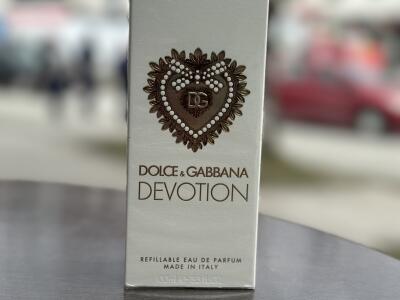 DG
DOLCE & GABBANA
DEVOTION
REFILLABLE EAU DE PARFUM
MADE IN ITALY